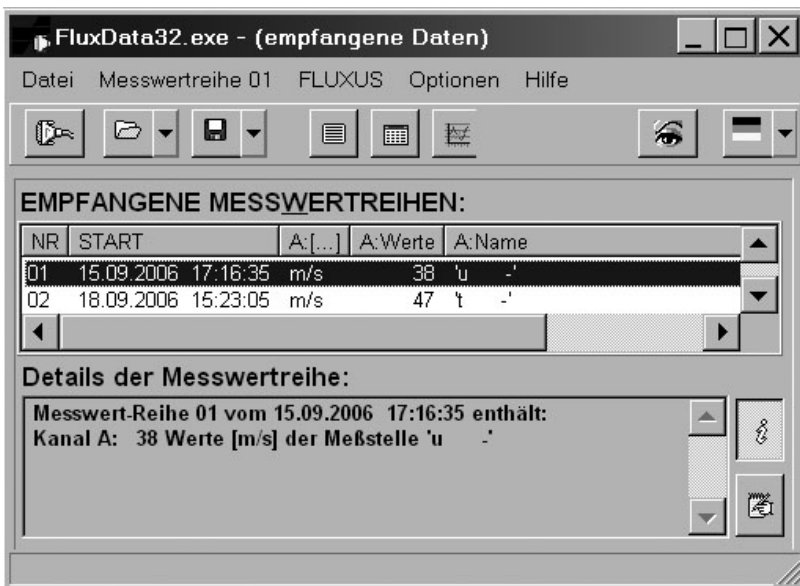 FluxData32.exe - (empfangene Daten)
Datei Messwertreihe 01 FLUXUS Optionen Hilfe
EMPFANGENE MESSWERTREIHEN:
NR START A:[...] A:Werte A:Name
01 15.09.2006 17:16:35 m/s 38 'u -'
02 18.09.2006 15:23:05 m/s 47 't -'
Details der Messwertreihe:
Messwert-Reihe 01 vom 15.09.2006 17:16:35 enthält:
Kanal A: 38 Werte [m/s] der Meßstelle 'u -'